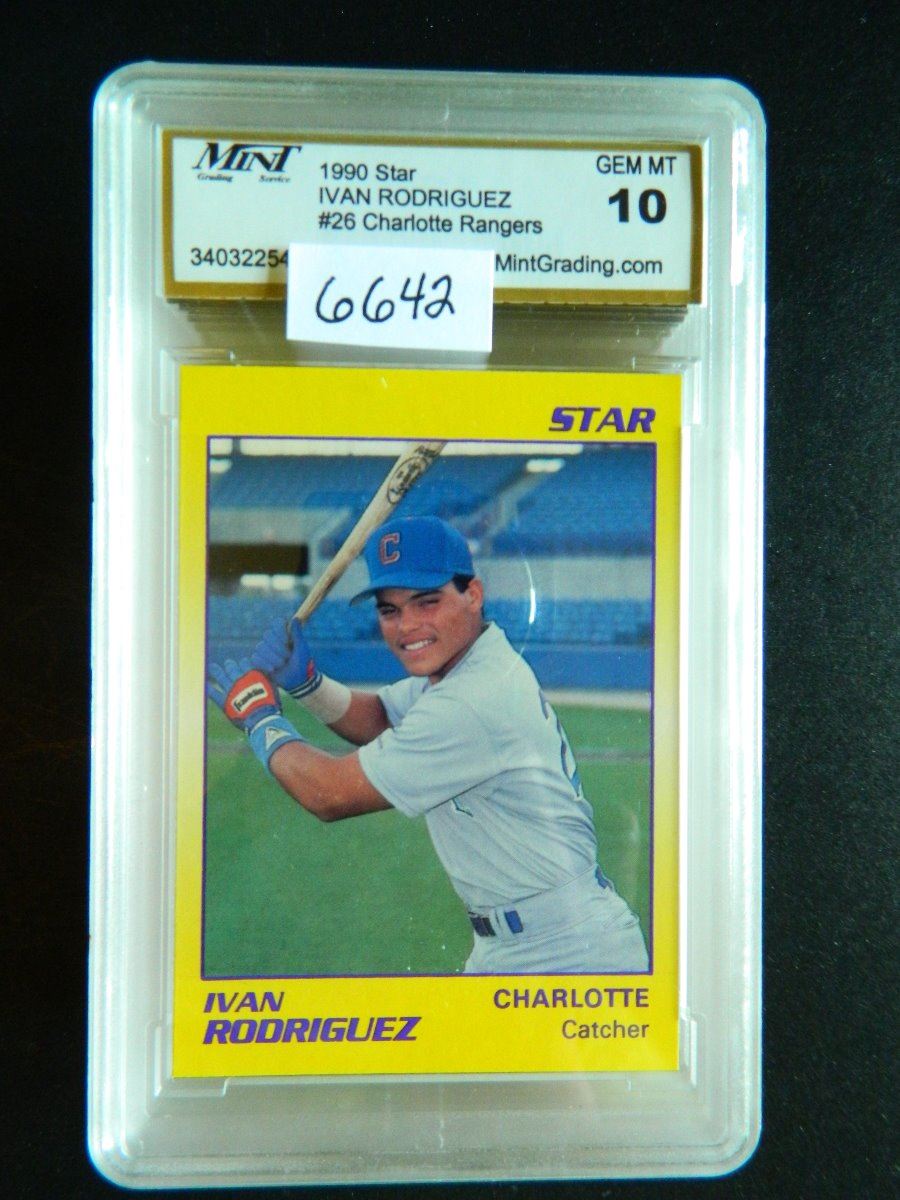 MINT
Grading Service
1990 Star
IVAN RODRIGUEZ
#26 Charlotte Rangers
GEM MT
10
34032254
MintGrading.com
6642
STAR
C
Franklin
IVAN
RODRIGUEZ
CHARLOTTE
Catcher